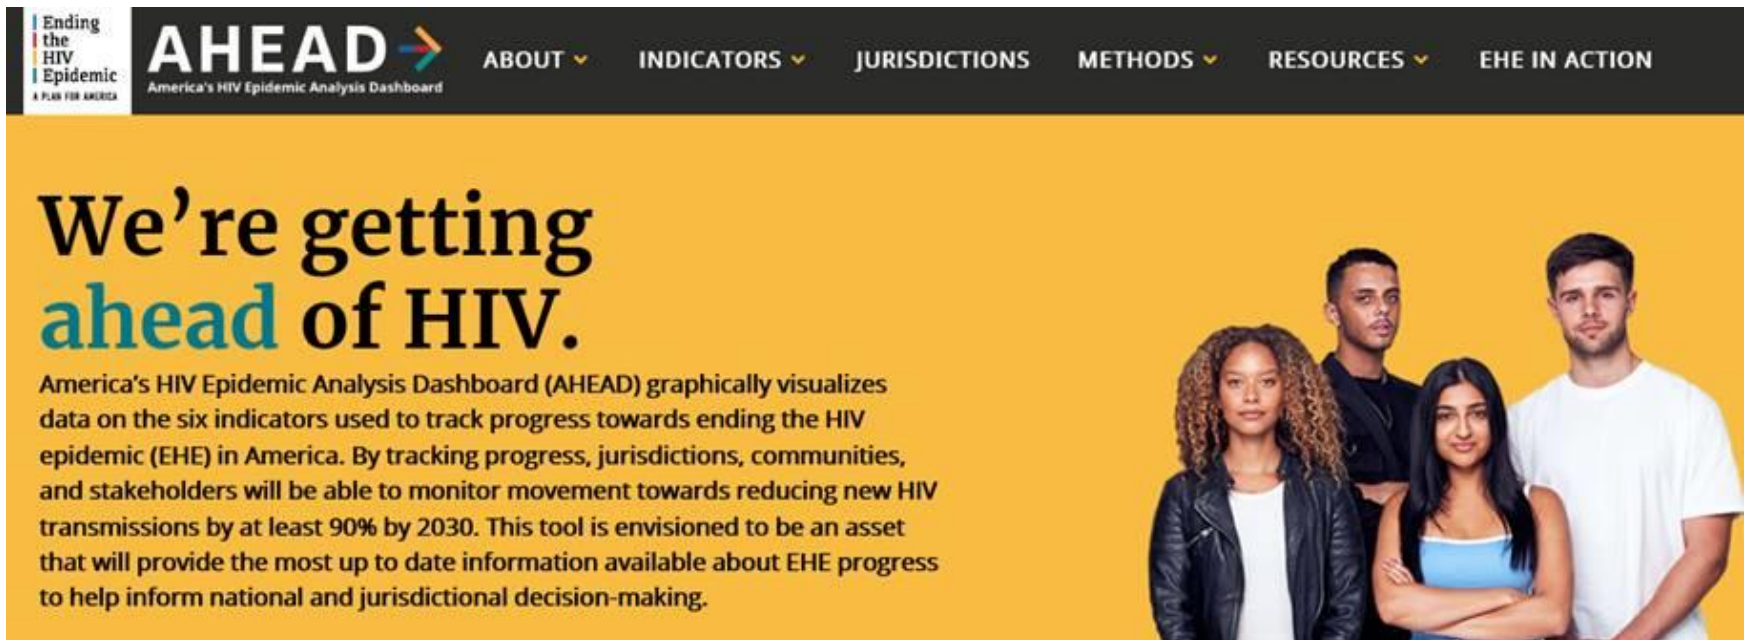 Ending
the
HIV
Epidemic
A PLAN FOR AMERICA
AHEAD
America's HIV Epidemic Analysis Dashboard
ABOUT
INDICATORS
JURISDICTIONS
METHODS
RESOURCES
EHE IN ACTION
We're getting
ahead of HIV.
America's HIV Epidemic Analysis Dashboard (AHEAD) graphically visualizes
data on the six indicators used to track progress towards ending the HIV
epidemic (EHE) in America. By tracking progress, jurisdictions, communities,
and stakeholders will be able to monitor movement towards reducing new HIV
transmissions by at least 90% by 2030. This tool is envisioned to be an asset
that will provide the most up to date information available about EHE progress
to help inform national and jurisdictional decision-making.